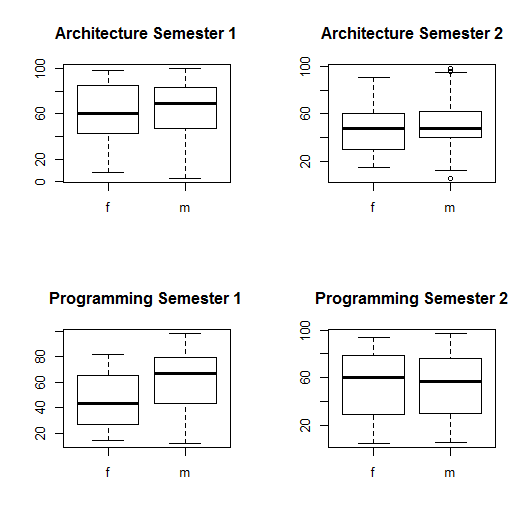 Architecture Semester 1
100
60
20
0
f m
Architecture Semester 2
100
60
20
f m
Programming Semester 1
80
60
40
20
f m
Programming Semester 2
100
60
20
f m